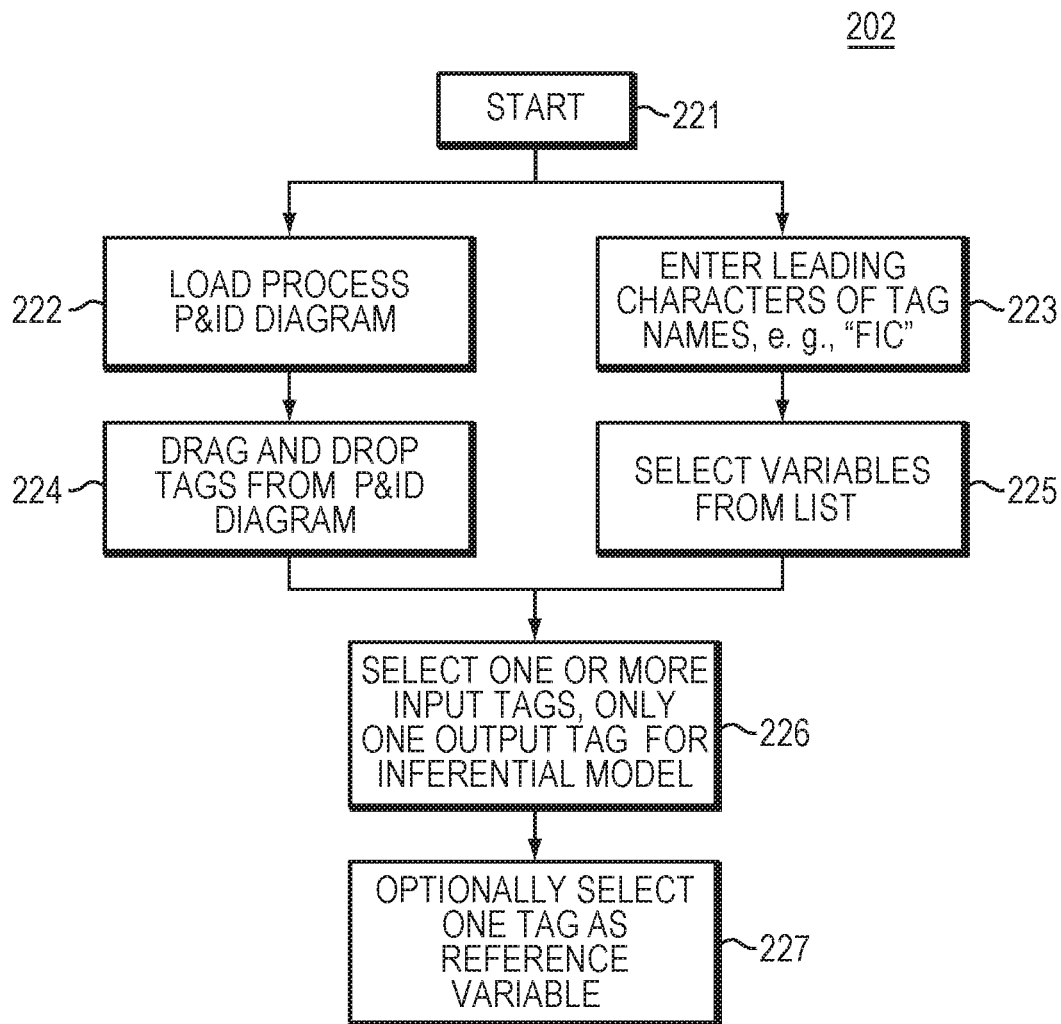 202
START
221
LOAD PROCESS
P&ID DIAGRAM
222
ENTER LEADING
CHARACTERS OF TAG
NAMES, e. g., "FIC"
223
DRAG AND DROP
TAGS FROM P&ID
DIAGRAM
224
SELECT VARIABLES
FROM LIST
225
SELECT ONE OR MORE
INPUT TAGS, ONLY
ONE OUTPUT TAG FOR
INFERENTIAL MODEL
226
OPTIONALLY SELECT
ONE TAG AS
REFERENCE
VARIABLE
227